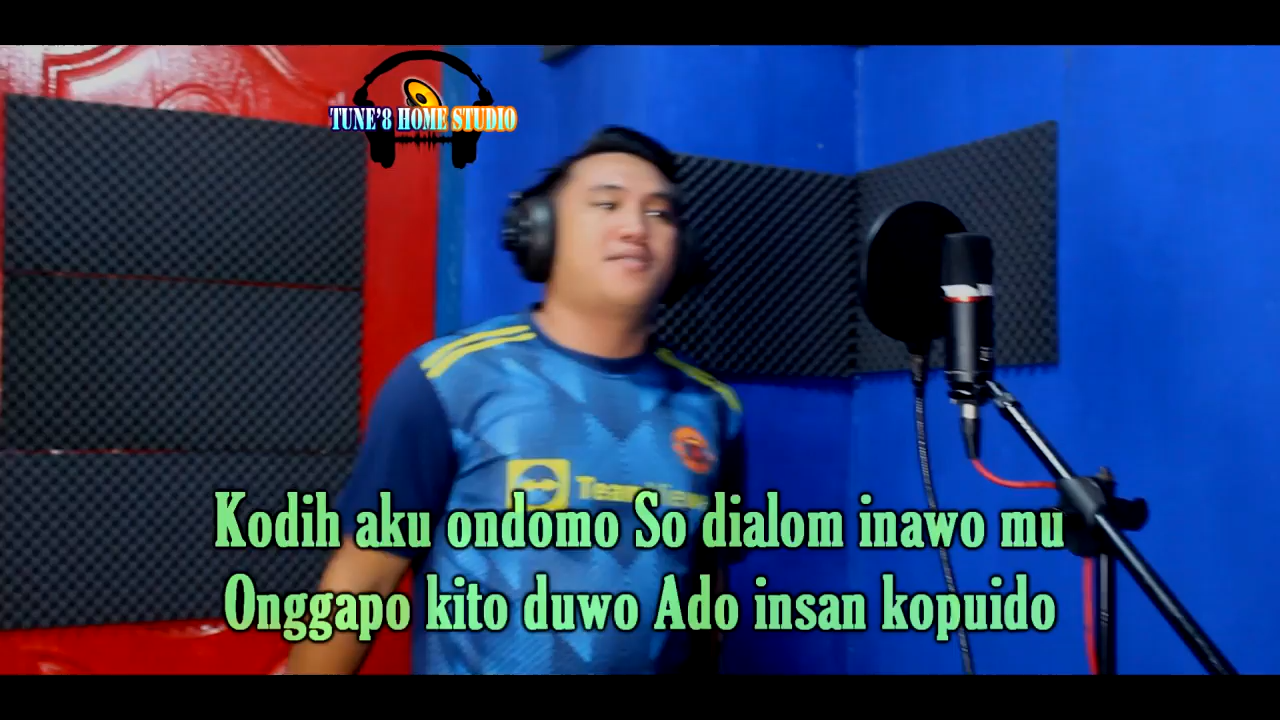 TUNE'8 HOME STUDIO
Kodih aku ondomo So dialom inawo mu
Onggapo kito duwo Ado insan kopuido